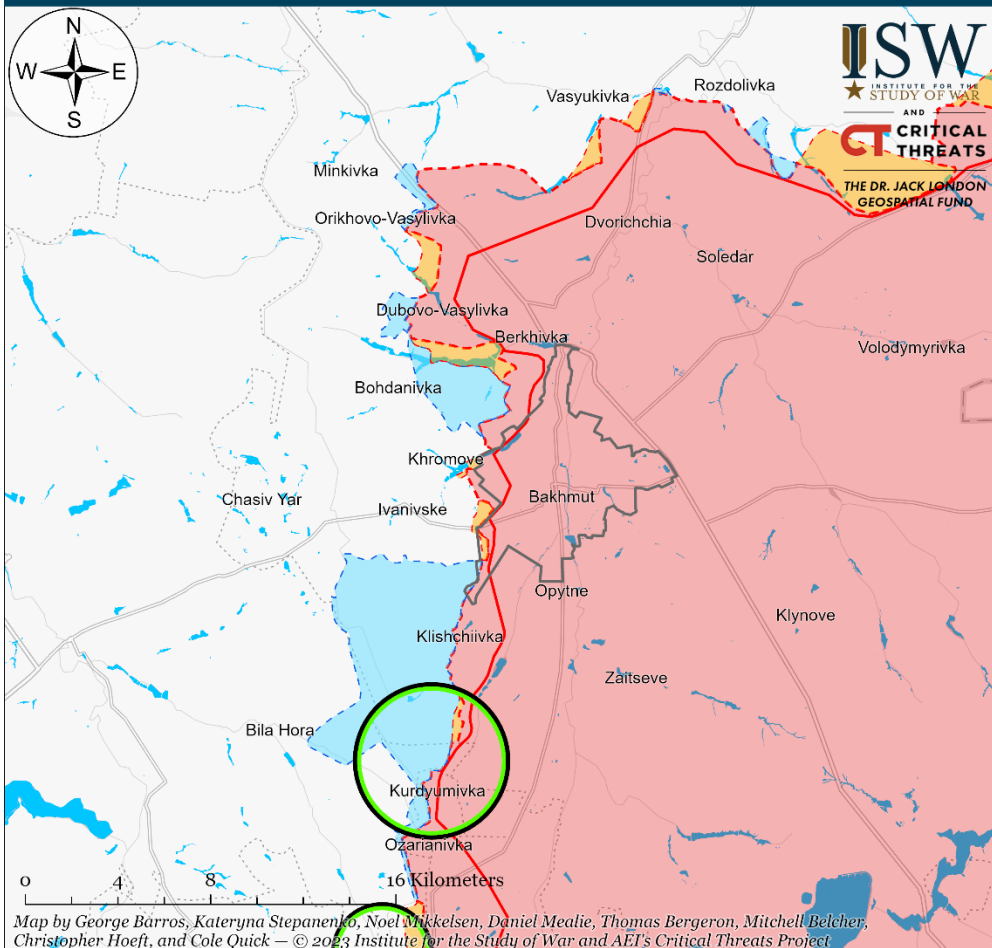 N
W E
S
ISW
INSTITUTE FOR THE
STUDY OF WAR
AND
CT CRITICAL
THREATS
THE DR. JACK LONDON
GEOSPATIAL FUND
Rozdolivka
Vasyukivka
Minkivka
Orikhovo-Vasylivka
Dvorichchia
Soledar
Dubovo-Vasylivka
Berkhivka
Volodymyrivka
Bohdanivka
Khromove
Chasiv Yar
Bakhmut
Ivanivske
Opytne
Klynove
Klishchiivka
Zaitseve
Bila Hora
Kurdyumivka
Ozarianivka
0 4 8 16 Kilometers
Map by George Barros, Kateryna Stepanenko, Noel Mikkelsen, Daniel Mealie, Thomas Bergeron, Mitchell Belcher,
Christopher Hoeft, and Cole Quick — © 2023 Institute for the Study of War and AEI's Critical Threats Project